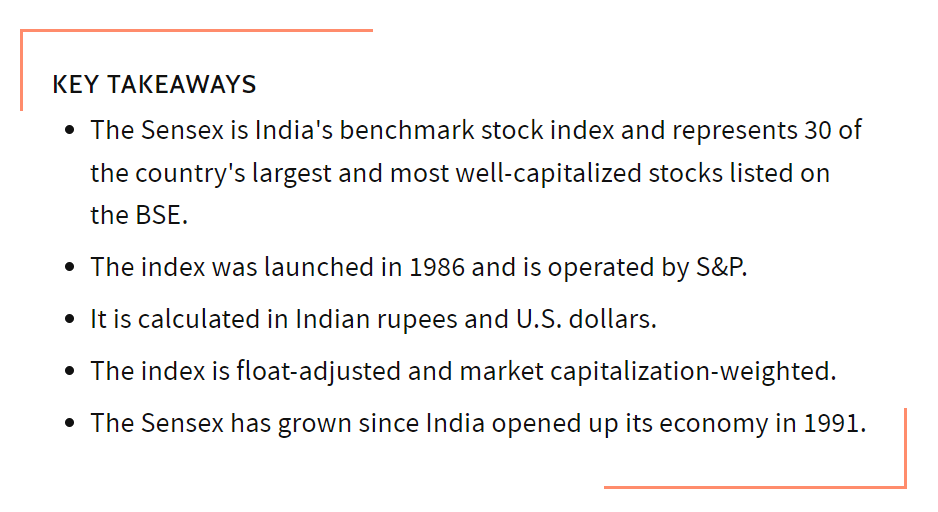 KEY TAKEAWAYS
• The Sensex is India's benchmark stock index and represents 30 of
the country's largest and most well-capitalized stocks listed on
the BSE.
• The index was launched in 1986 and is operated by S&P.
• It is calculated in Indian rupees and U.S. dollars.
• The index is float-adjusted and market capitalization-weighted.
• The Sensex has grown since India opened up its economy in 1991.